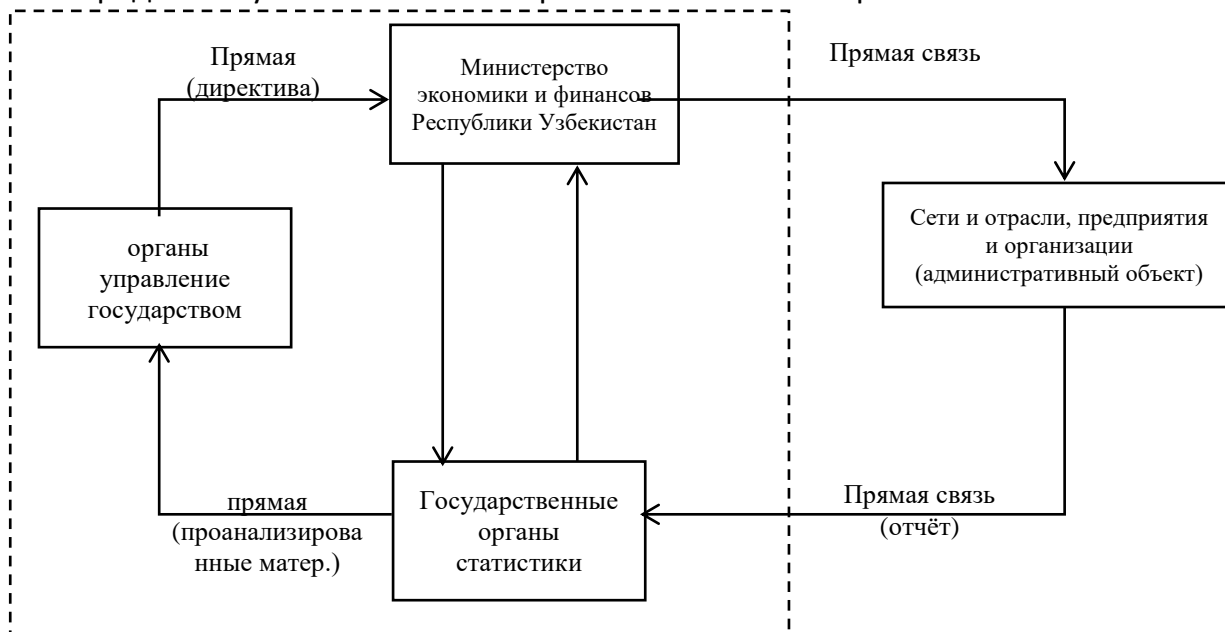 Прямая
(директива)
Министерство
экономики и финансов
Республики Узбекистан
Прямая связь
органы
управление
государством
Сети и отрасли, предприятия
и организации
(административный объект)
прямая
(проанализирова
нные матер.)
Государственные
органы
статистики
Прямая связь
(отчёт)